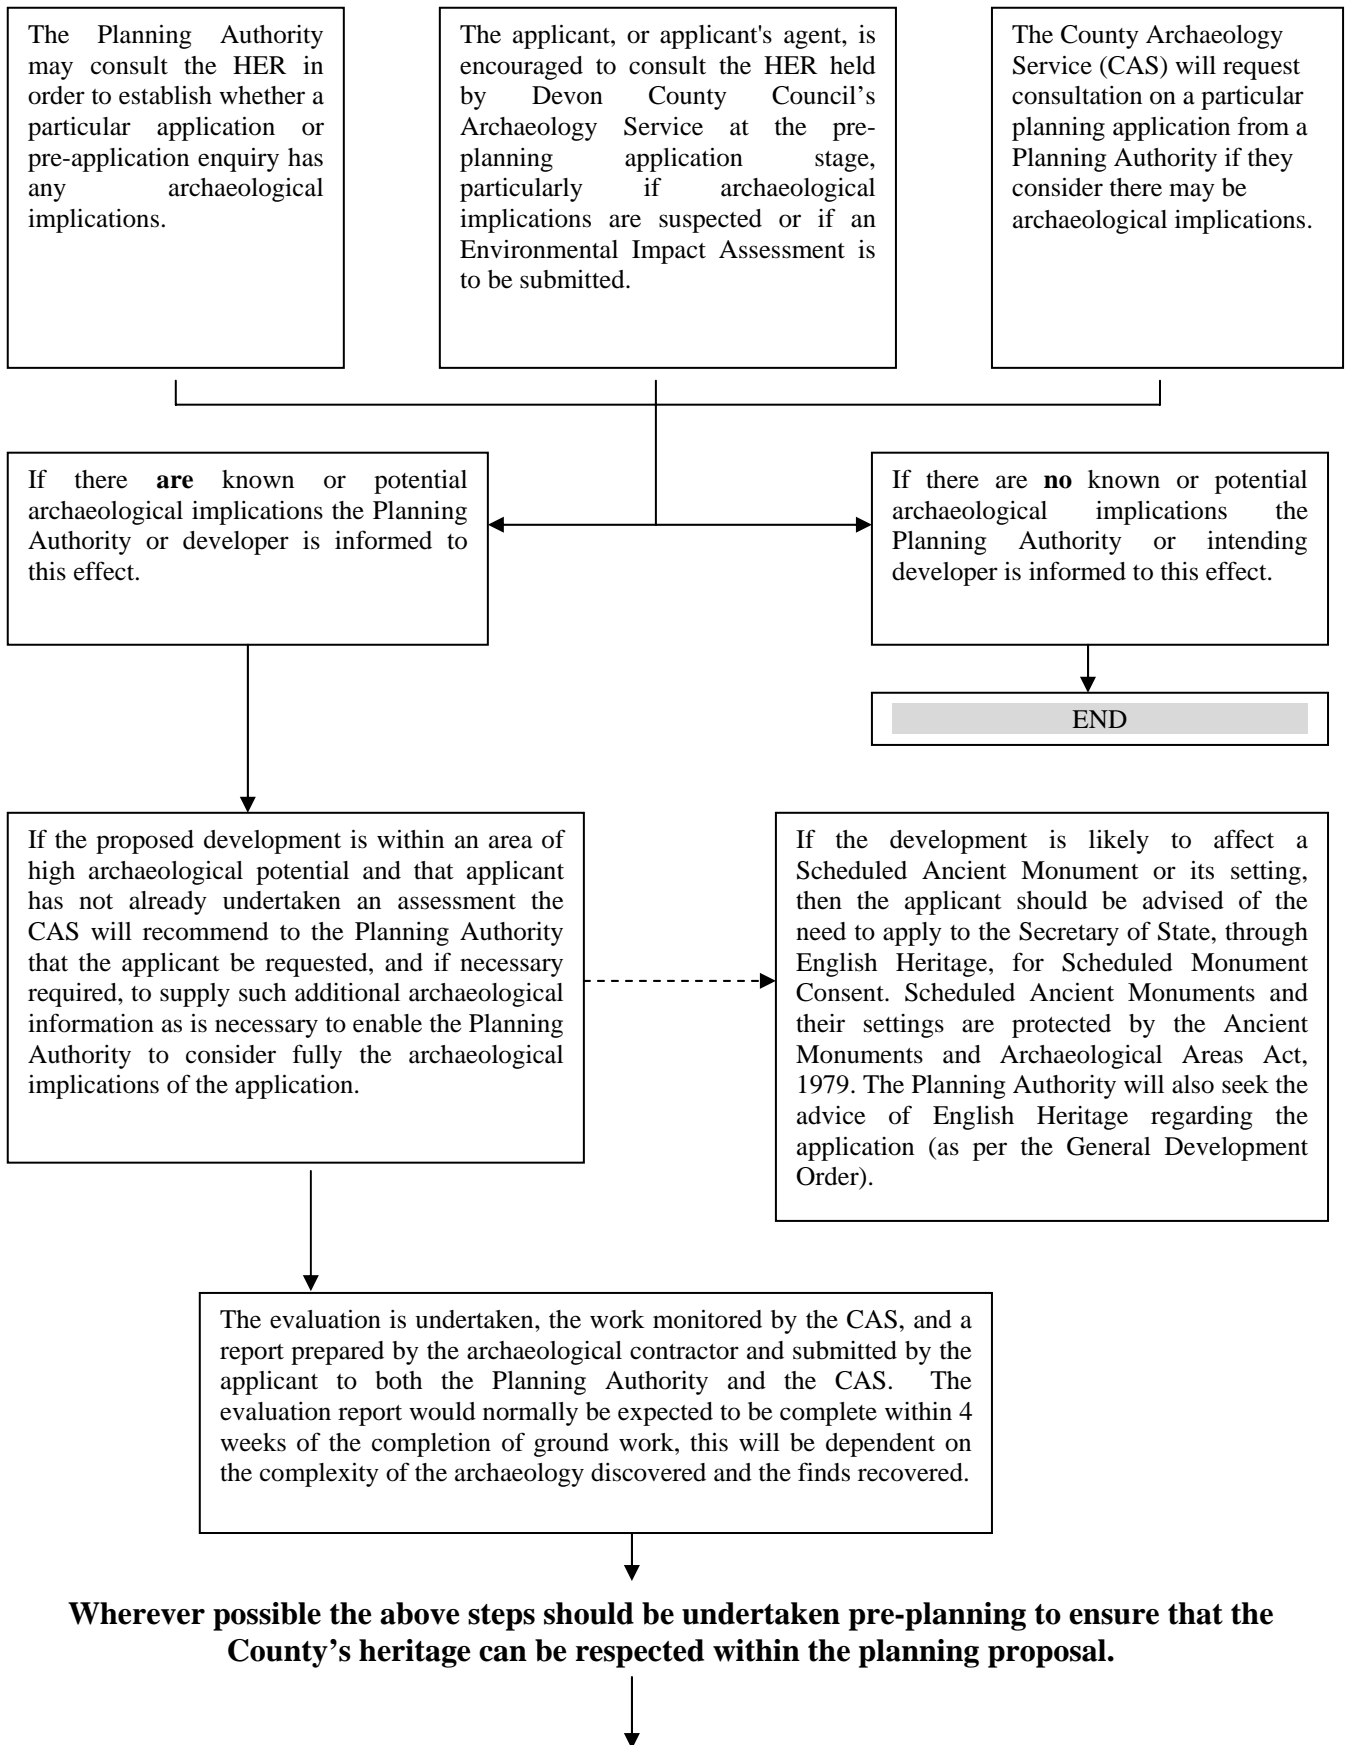 The Planning Authority
may consult the HER in
order to establish whether a
particular application or
pre-application enquiry has
any archaeological
implications.
The applicant, or applicant's agent, is
encouraged to consult the HER held
by Devon County Council’s
Archaeology Service at the pre-
planning application stage,
particularly if archaeological
implications are suspected or if an
Environmental Impact Assessment is
to be submitted.
The County Archaeology
Service (CAS) will request
consultation on a particular
planning application from a
Planning Authority if they
consider there may be
archaeological implications.
If there are known or potential
archaeological implications the Planning
Authority or developer is informed to
this effect.
If there are no known or potential
archaeological implications the
Planning Authority or intending
developer is informed to this effect.
END
If the proposed development is within an area of
high archaeological potential and that applicant
has not already undertaken an assessment the
CAS will recommend to the Planning Authority
that the applicant be requested, and if necessary
required, to supply such additional archaeological
information as is necessary to enable the Planning
Authority to consider fully the archaeological
implications of the application.
If the development is likely to affect a
Scheduled Ancient Monument or its setting,
then the applicant should be advised of the
need to apply to the Secretary of State, through
English Heritage, for Scheduled Monument
Consent. Scheduled Ancient Monuments and
their settings are protected by the Ancient
Monuments and Archaeological Areas Act,
1979. The Planning Authority will also seek the
advice of English Heritage regarding the
application (as per the General Development
Order).
The evaluation is undertaken, the work monitored by the CAS, and a
report prepared by the archaeological contractor and submitted by the
applicant to both the Planning Authority and the CAS. The
evaluation report would normally be expected to be complete within 4
weeks of the completion of ground work, this will be dependent on
the complexity of the archaeology discovered and the finds recovered.
Wherever possible the above steps should be undertaken pre-planning to ensure that the
County’s heritage can be respected within the planning proposal.